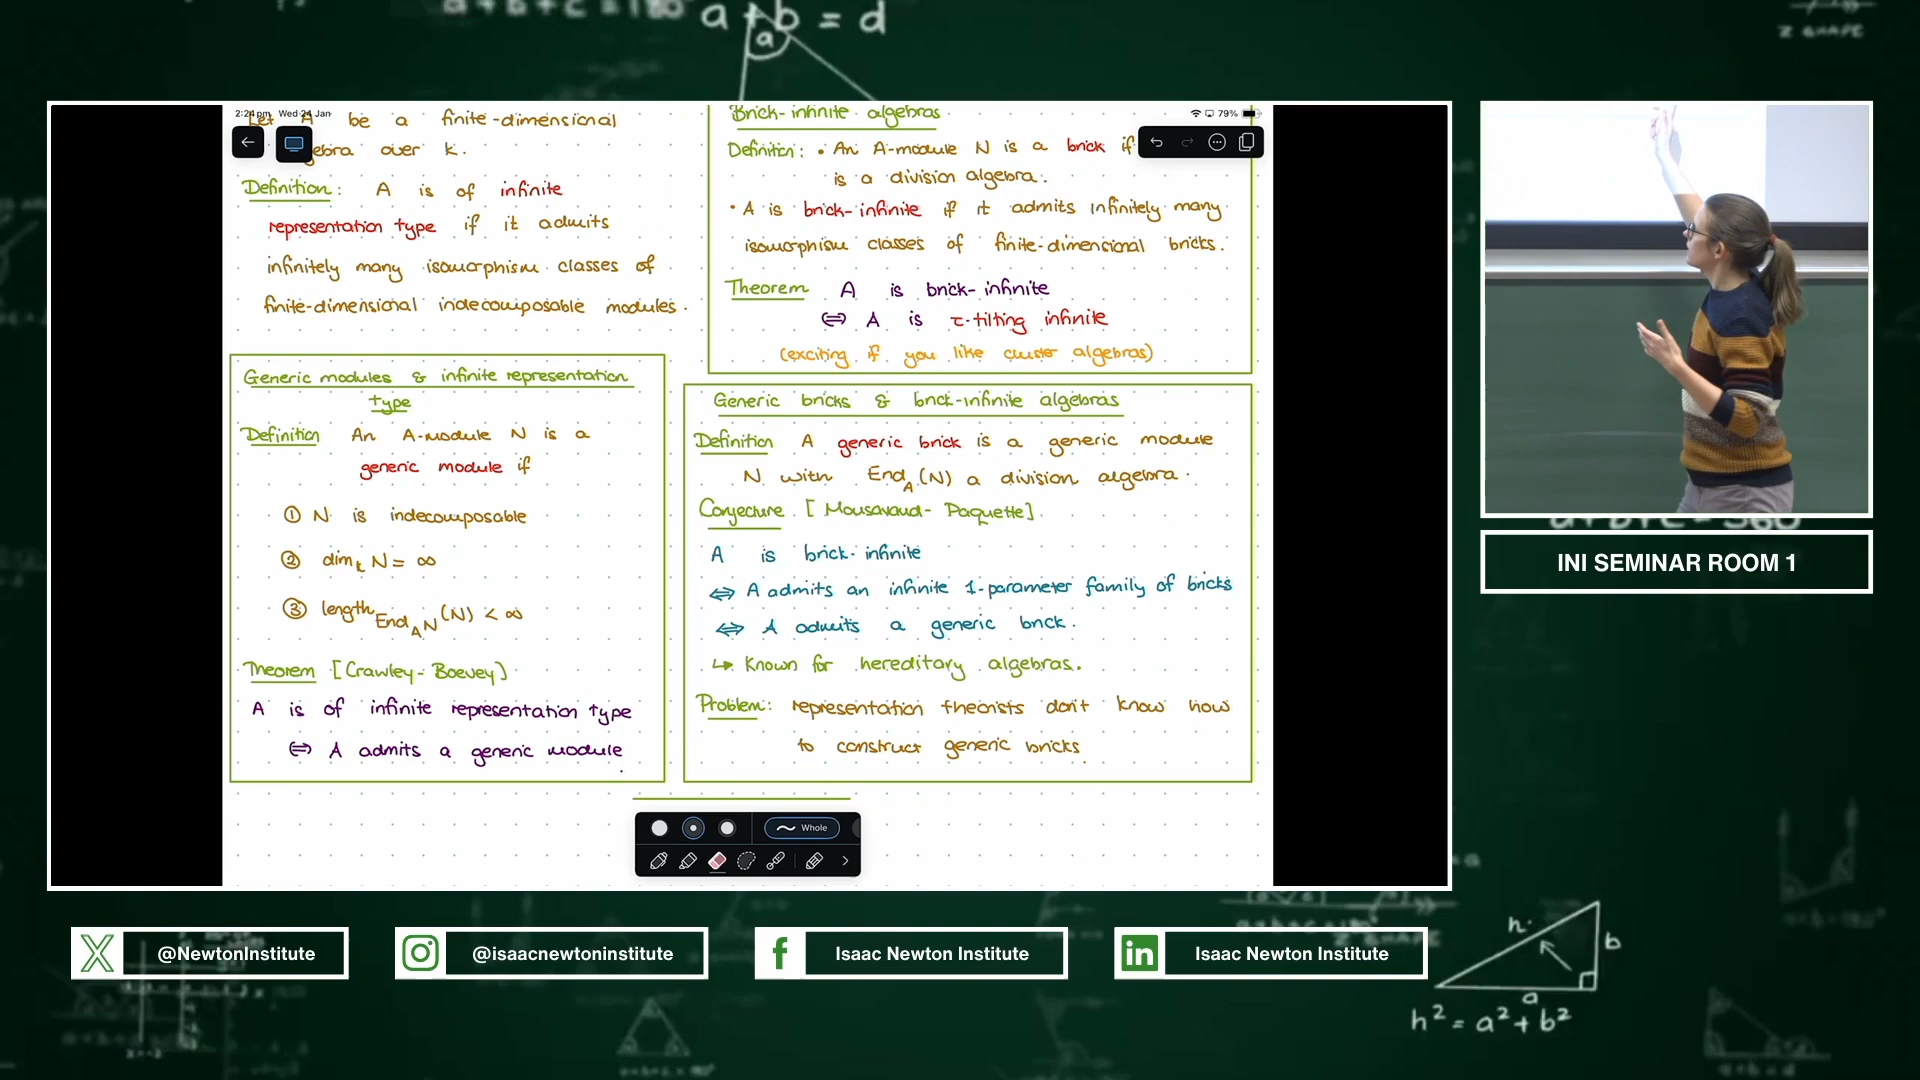 a+b+c=180°
a+b=d
a
Z SHAPE
2:24 pm Wed 24 Jan
79%
Let A be a finite-dimensional
gebra over k.
Definition: A is of infinite
representation type if it admits
infinitely many isomorphism classes of
finite-dimensional indecomposable modules.
Generic modules & infinite representation
type
Definition An A-module N is a
generic module if
① N is indecomposable
② dim_k N = ∞
③ length_{End_A N} (N) < ∞
Theorem [Crawley-Boevey]
A is of infinite representation type
⇔ A admits a generic module
Brick-infinite algebras
Definition: • An A-module N is a brick if
is a division algebra.
• A is brick-infinite if it admits infinitely many
isomorphism classes of finite-dimensional bricks.
Theorem A is brick-infinite
⇔ A is τ-tilting infinite
(exciting if you like cluster algebras)
Generic bricks & brick-infinite algebras
Definition A generic brick is a generic module
N with End_A(N) a division algebra.
Conjecture [Mousavand-Paquette]
A is brick-infinite
⇔ A admits an infinite 1-parameter family of bricks
⇔ A admits a generic brick.
↳ Known for hereditary algebras.
Problem: representation theorists don't know how
to construct generic bricks
Whole
INI SEMINAR ROOM 1
@NewtonInstitute
@isaacnewtoninstitute
Isaac Newton Institute
Isaac Newton Institute
h
b
a
h² = a² + b²